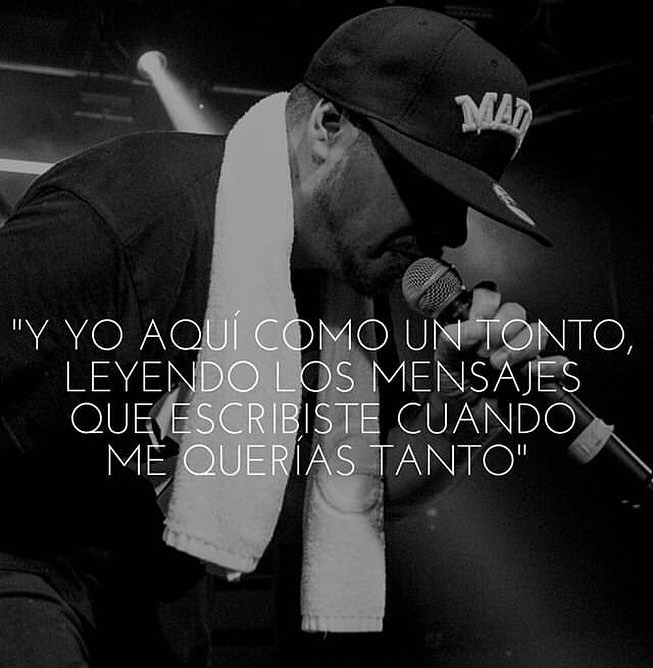 MAD
"Y YO AQUÍ COMO UN TONTO,
LEYENDO LOS MENSAJES
QUE ESCRIBISTE CUANDO
ME QUERÍAS TANTO"